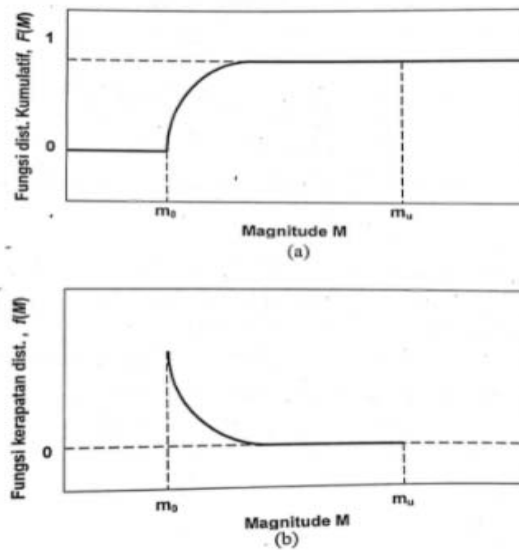 Fungsi dist. Kumulatif, F(M)
1
0
m₀
mᵤ
Magnitude M
(a)
Fungsi kerapatan dist. , f(M)
0
m₀
mᵤ
Magnitude M
(b)